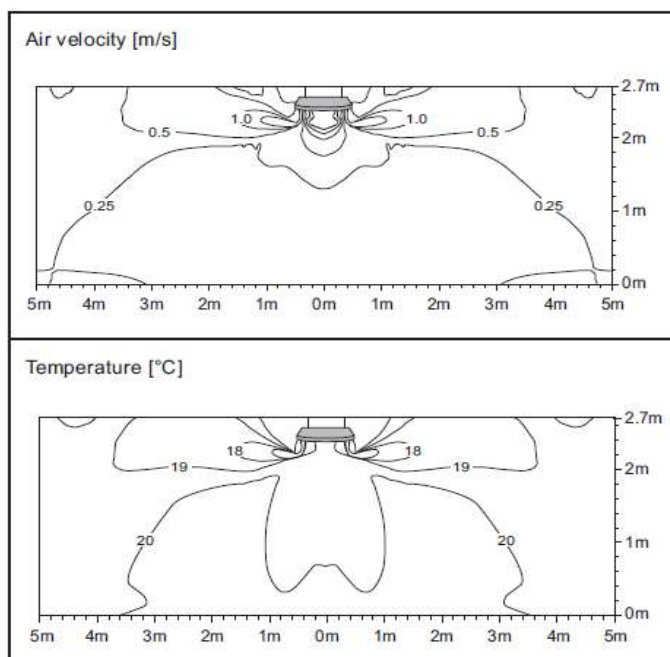 Air velocity [m/s]
2.7m
1.0 1.0
0.5 0.5
2m
0.25 0.25
1m
0m
5m 4m 3m 2m 1m 0m 1m 2m 3m 4m 5m
Temperature [°C]
2.7m
18 18
19 19
2m
20 20
1m
0m
5m 4m 3m 2m 1m 0m 1m 2m 3m 4m 5m